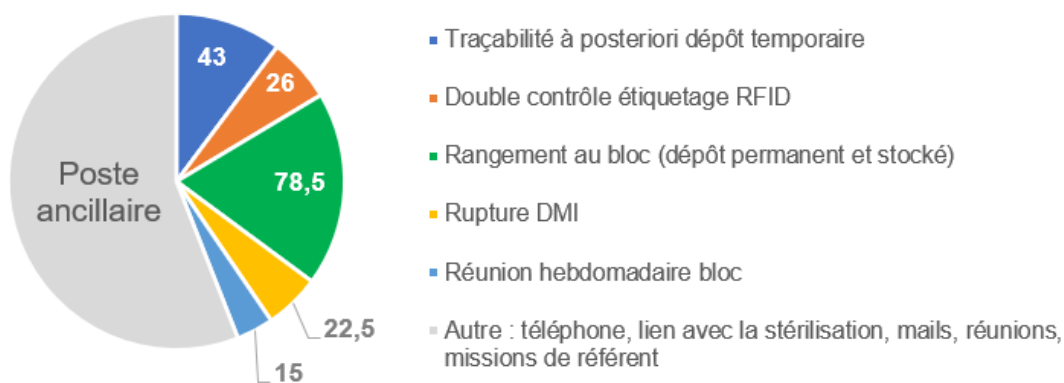 43
26
78,5
22,5
15
Poste
ancillaire
Traçabilité à posteriori dépôt temporaire
Double contrôle étiquetage RFID
Rangement au bloc (dépôt permanent et stocké)
Rupture DMI
Réunion hebdomadaire bloc
Autre : téléphone, lien avec la stérilisation, mails, réunions,
missions de référent